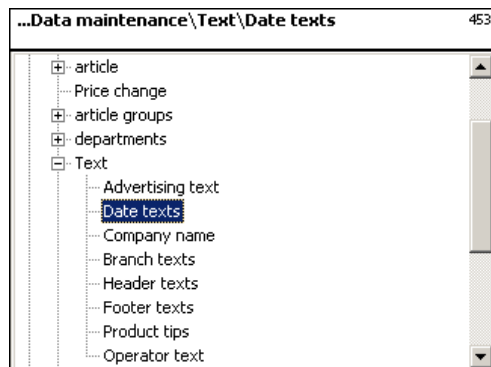 ...Data maintenance\Text\Date texts 453
article
Price change
article groups
departments
Text
Advertising text
Date texts
Company name
Branch texts
Header texts
Footer texts
Product tips
Operator text